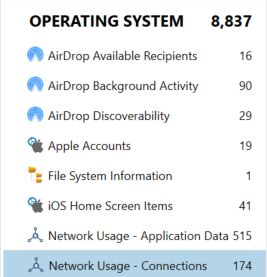 OPERATING SYSTEM 8,837
AirDrop Available Recipients 16
AirDrop Background Activity 90
AirDrop Discoverability 29
Apple Accounts 19
File System Information 1
iOS Home Screen Items 41
Network Usage - Application Data 515
Network Usage - Connections 174